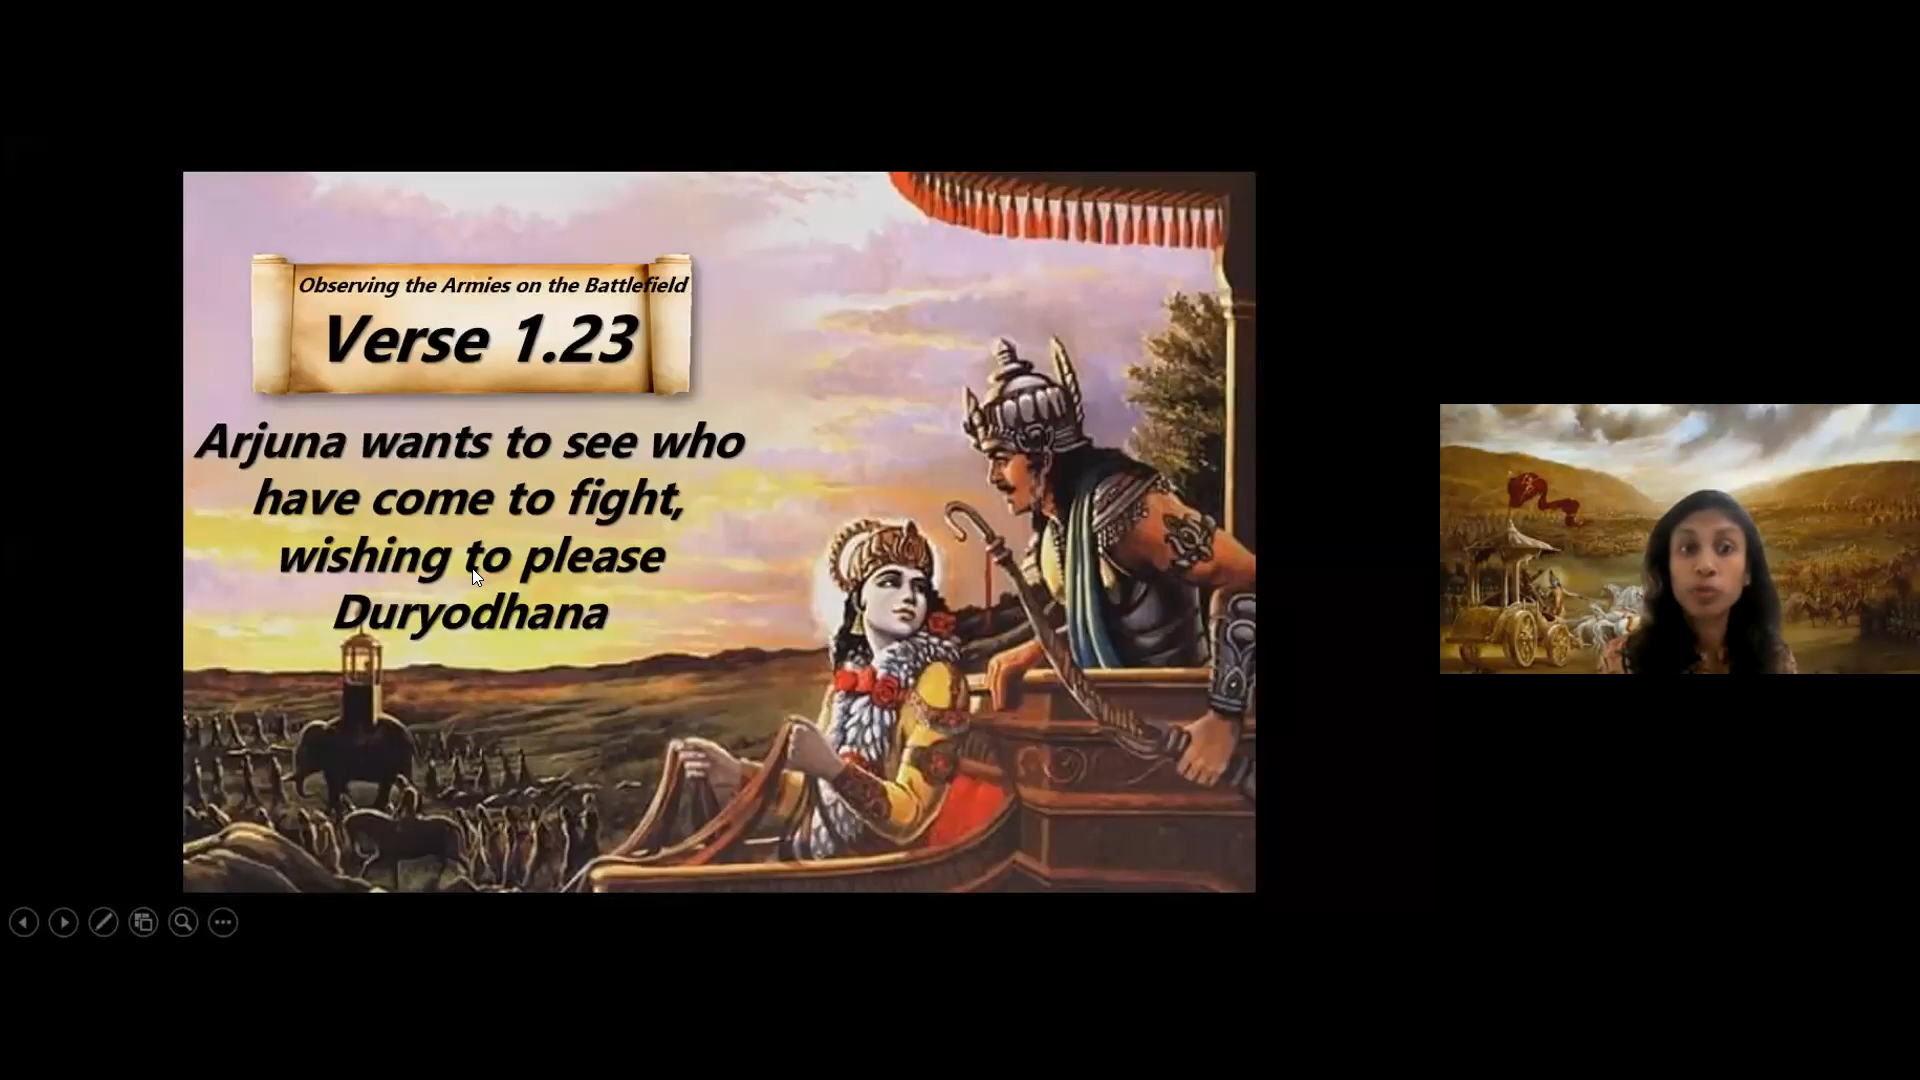 Observing the Armies on the Battlefield
Verse 1.23
Arjuna wants to see who
have come to fight,
wishing to please
Duryodhana